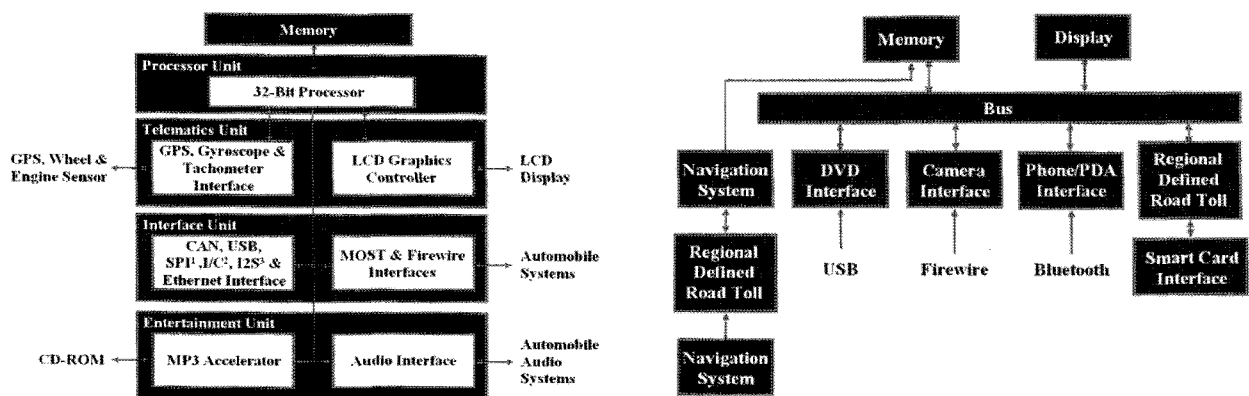 Memory
Processor Unit
32-Bit Processor
Telematics Unit
GPS, Wheel &
Engine Sensor
GPS, Gyroscope &
Tachometer
Interface
LCD Graphics
Controller
LCD
Display
Interface Unit
CAN, USB,
SPI¹ ,I/C², I2S³ &
Ethernet Interface
MOST & Firewire
Interfaces
Automobile
Systems
Entertainment Unit
CD-ROM
MP3 Accelerator
Audio Interface
Automobile
Audio
Systems
Memory
Display
Bus
Navigation
System
DVD
Interface
Camera
Interface
Phone/PDA
Interface
Regional
Defined
Road Toll
Regional
Defined
Road Toll
USB
Firewire
Bluetooth
Smart Card
Interface
Navigation
System